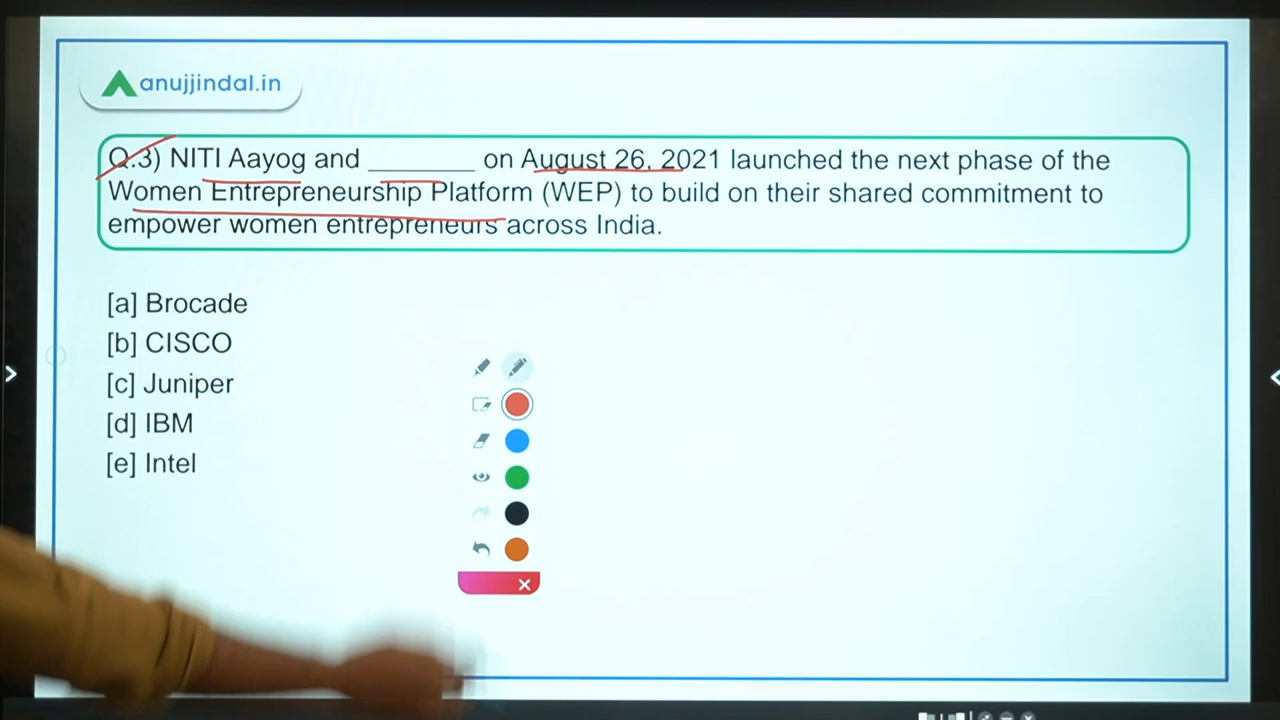 anujjindal.in
Q.3) NITI Aayog and ________ on August 26, 2021 launched the next phase of the
Women Entrepreneurship Platform (WEP) to build on their shared commitment to
empower women entrepreneurs across India.
[a] Brocade
[b] CISCO
[c] Juniper
[d] IBM
[e] Intel